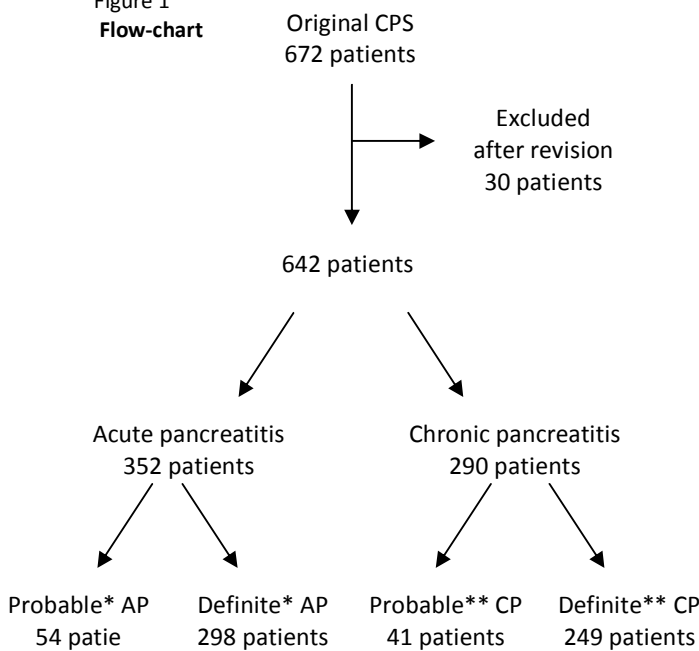 Figure 1
Flow-chart
Original CPS
672 patients
Excluded
after revision
30 patients
642 patients
Acute pancreatitis
352 patients
Chronic pancreatitis
290 patients
Probable* AP
54 patie
Definite* AP
298 patients
Probable** CP
41 patients
Definite** CP
249 patients